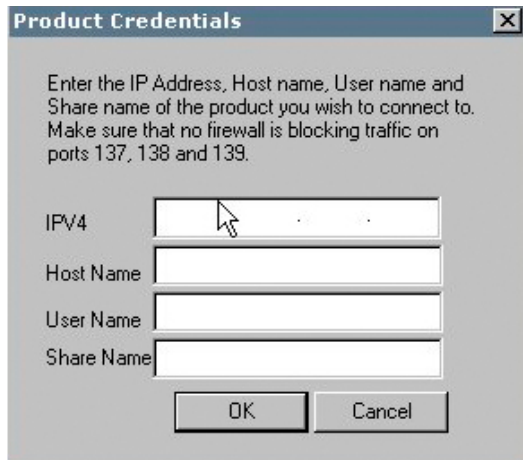 Product Credentials
Enter the IP Address, Host name, User name and
Share name of the product you wish to connect to.
Make sure that no firewall is blocking traffic on
ports 137, 138 and 139.
IPV4
Host Name
User Name
Share Name
OK Cancel